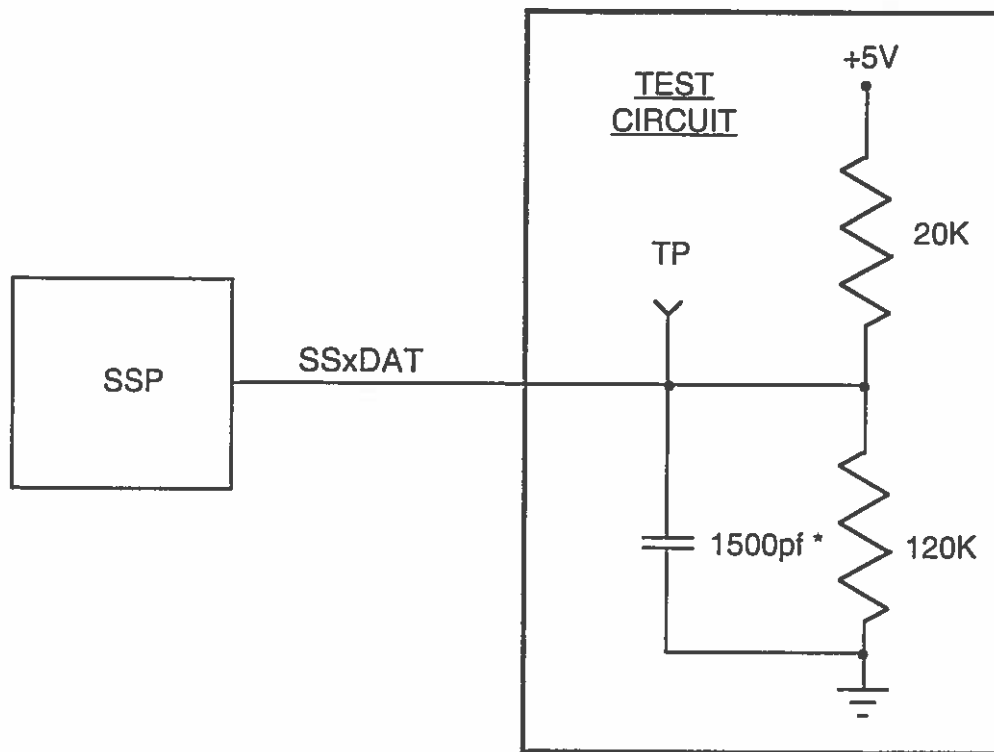 +5V
TEST
CIRCUIT
20K
TP
SSP
SSxDAT
1500pf *
120K